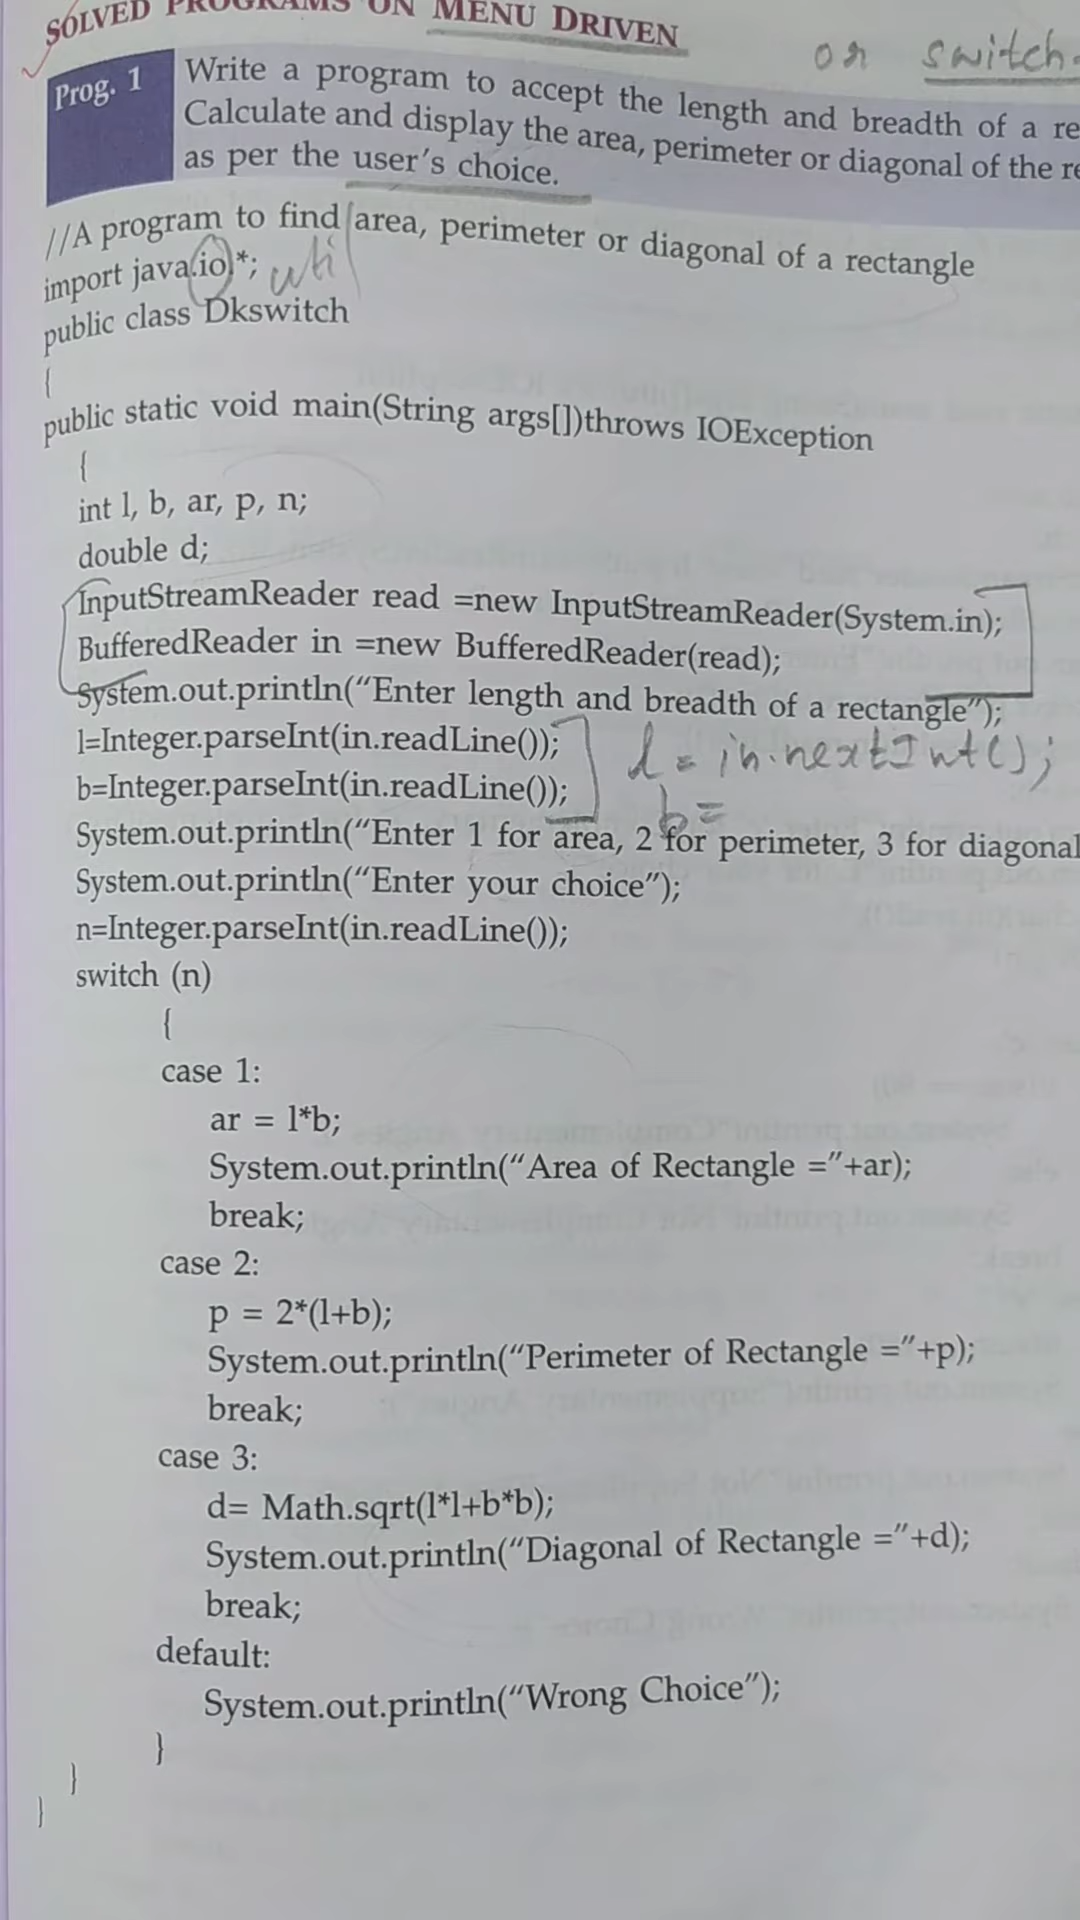 SOLVED PROGRAMS ON MENU DRIVEN
or switch
Prog. 1
Write a program to accept the length and breadth of a re
Calculate and display the area, perimeter or diagonal of the re
as per the user's choice.
//A program to find area, perimeter or diagonal of a rectangle
import java.io.*; util
public class Dkswitch
{
public static void main(String args[])throws IOException
{
int l, b, ar, p, n;
double d;
InputStreamReader read =new InputStreamReader(System.in);
BufferedReader in =new BufferedReader(read);
System.out.println("Enter length and breadth of a rectangle");
l=Integer.parseInt(in.readLine()); l = in.nextInt();
b=Integer.parseInt(in.readLine()); b=
System.out.println("Enter 1 for area, 2 for perimeter, 3 for diagonal
System.out.println("Enter your choice");
n=Integer.parseInt(in.readLine());
switch (n)
{
case 1:
ar = l*b;
System.out.println("Area of Rectangle ="+ar);
break;
case 2:
p = 2*(l+b);
System.out.println("Perimeter of Rectangle ="+p);
break;
case 3:
d= Math.sqrt(l*l+b*b);
System.out.println("Diagonal of Rectangle ="+d);
break;
default:
System.out.println("Wrong Choice");
}
}
}